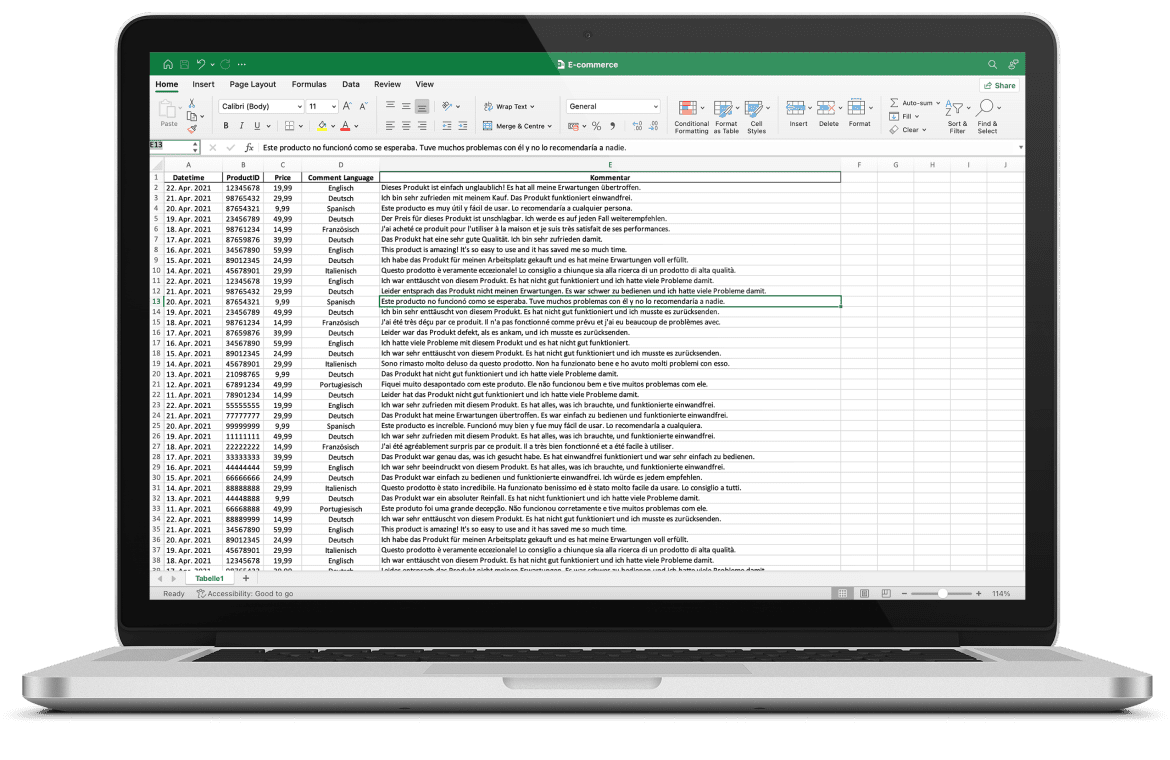 E-commerce
Home Insert Page Layout Formulas Data Review View Share
Paste Calibri (Body) 11 Wrap Text General Conditional Formatting Format as Table Cell Styles Insert Delete Format Auto-sum Sort & Filter Find & Select
B I U Merge & Centre Fill
Clear
E13 fx Este producto no funcionó como se esperaba. Tuve muchos problemas con él y no lo recomendaría a nadie.
A B C D E F G H I J
1 Datetime ProductID Price Comment Language Kommentar
2 22. Apr. 2021 12345678 19,99 Englisch Dieses Produkt ist einfach unglaublich! Es hat all meine Erwartungen übertroffen.
3 21. Apr. 2021 98765432 29,99 Deutsch Ich bin sehr zufrieden mit meinem Kauf. Das Produkt funktioniert einwandfrei.
4 20. Apr. 2021 87654321 9,99 Spanisch Este producto es muy útil y fácil de usar. Lo recomendaría a cualquier persona.
5 19. Apr. 2021 23456789 49,99 Deutsch Der Preis für dieses Produkt ist unschlagbar. Ich werde es auf jeden Fall weiterempfehlen.
6 18. Apr. 2021 98761234 14,99 Französisch J'ai acheté ce produit pour l'utiliser à la maison et je suis très satisfait de ses performances.
7 17. Apr. 2021 87659876 39,99 Deutsch Das Produkt hat eine sehr gute Qualität. Ich bin sehr zufrieden damit.
8 16. Apr. 2021 34567890 59,99 Englisch This product is amazing! It's so easy to use and it has saved me so much time.
9 15. Apr. 2021 89012345 24,99 Deutsch Ich habe das Produkt für meinen Arbeitsplatz gekauft und es hat meine Erwartungen voll erfüllt.
10 14. Apr. 2021 45678901 29,99 Italienisch Questo prodotto è veramente eccezionale! Lo consiglio a chiunque sia alla ricerca di un prodotto di alta qualità.
11 22. Apr. 2021 12345678 19,99 Englisch Ich war enttäuscht von diesem Produkt. Es hat nicht gut funktioniert und ich hatte viele Probleme damit.
12 21. Apr. 2021 98765432 29,99 Deutsch Leider entsprach das Produkt nicht meinen Erwartungen. Es war schwer zu bedienen und ich hatte viele Probleme damit.
13 20. Apr. 2021 87654321 9,99 Spanisch Este producto no funcionó como se esperaba. Tuve muchos problemas con él y no lo recomendaría a nadie.
14 19. Apr. 2021 23456789 49,99 Deutsch Ich bin sehr enttäuscht von diesem Produkt. Es hat nicht gut funktioniert und ich musste es zurücksenden.
15 18. Apr. 2021 98761234 14,99 Französisch J'ai été très déçu par ce produit. Il n'a pas fonctionné comme prévu et j'ai eu beaucoup de problèmes avec.
16 17. Apr. 2021 87659876 39,99 Deutsch Leider war das Produkt defekt, als es ankam, und ich musste es zurücksenden.
17 16. Apr. 2021 34567890 59,99 Englisch Ich hatte viele Probleme mit diesem Produkt und es hat nicht gut funktioniert.
18 15. Apr. 2021 89012345 24,99 Deutsch Ich war sehr enttäuscht von diesem Produkt. Es hat nicht gut funktioniert und ich musste es zurücksenden.
19 14. Apr. 2021 45678901 29,99 Italienisch Sono rimasto molto deluso da questo prodotto. Non ha funzionato bene e ho avuto molti problemi con esso.
20 13. Apr. 2021 21098765 9,99 Deutsch Das Produkt hat nicht gut funktioniert und ich hatte viele Probleme damit.
21 12. Apr. 2021 67891234 49,99 Portugiesisch Fiquei muito desapontado com este produto. Ele não funcionou bem e tive muitos problemas com ele.
22 11. Apr. 2021 78901234 14,99 Deutsch Leider hat das Produkt nicht gut funktioniert und ich hatte viele Probleme damit.
23 22. Apr. 2021 55555555 19,99 Englisch Ich war sehr zufrieden mit diesem Produkt. Es hat alles, was ich brauchte, und funktionierte einwandfrei.
24 21. Apr. 2021 77777777 29,99 Deutsch Das Produkt hat meine Erwartungen übertroffen. Es war einfach zu bedienen und funktionierte einwandfrei.
25 20. Apr. 2021 99999999 9,99 Spanisch Este producto es increíble. Funcionó muy bien y fue muy fácil de usar. Lo recomendaría a cualquiera.
26 19. Apr. 2021 11111111 49,99 Deutsch Ich war sehr zufrieden mit diesem Produkt. Es hat alles, was ich brauchte, und funktionierte einwandfrei.
27 18. Apr. 2021 22222222 14,99 Französisch J'ai été agréablement surpris par ce produit. Il a très bien fonctionné et a été facile à utiliser.
28 17. Apr. 2021 33333333 39,99 Deutsch Das Produkt war genau das, was ich gesucht habe. Es hat einwandfrei funktioniert und war sehr einfach zu bedienen.
29 16. Apr. 2021 44444444 59,99 Englisch Ich war sehr beeindruckt von diesem Produkt. Es hat alles, was ich brauchte, und funktionierte einwandfrei.
30 15. Apr. 2021 66666666 24,99 Deutsch Das Produkt war einfach zu bedienen und funktionierte einwandfrei. Ich würde es jedem empfehlen.
31 14. Apr. 2021 88888888 29,99 Italienisch Questo prodotto è stato incredibile. Ha funzionato benissimo ed è stato molto facile da usare. Lo consiglio a tutti.
32 13. Apr. 2021 44448888 9,99 Deutsch Das Produkt war ein absoluter Reinfall. Es hat nicht funktioniert und ich hatte viele Probleme damit.
33 11. Apr. 2021 66668888 49,99 Portugiesisch Este produto foi uma grande decepção. Não funcionou corretamente e tive muitos problemas com ele.
34 22. Apr. 2021 88889999 14,99 Deutsch Ich war sehr enttäuscht von diesem Produkt. Es hat nicht funktioniert und ich musste es zurücksenden.
35 21. Apr. 2021 34567890 59,99 Englisch This product is amazing! It's so easy to use and it has saved me so much time.
36 20. Apr. 2021 89012345 24,99 Deutsch Ich habe das Produkt für meinen Arbeitsplatz gekauft und es hat meine Erwartungen voll erfüllt.
37 19. Apr. 2021 45678901 29,99 Italienisch Questo prodotto è veramente eccezionale! Lo consiglio a chiunque sia alla ricerca di un prodotto di alta qualità.
38 18. Apr. 2021 12345678 19,99 Englisch Ich war enttäuscht von diesem Produkt. Es hat nicht gut funktioniert und ich hatte viele Probleme damit.
Tabelle1 +
Ready Accessibility: Good to go 114%